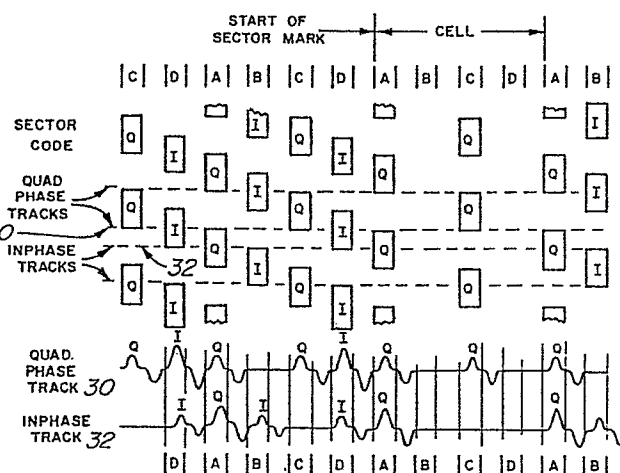 START OF
SECTOR MARK
CELL
C D A B C D A B C D A B
SECTOR
CODE
Q I Q Q I
I I
Q Q Q
QUAD
PHASE
TRACKS
I I
Q Q Q
0
I I
INPHASE
TRACKS
32
Q Q Q
I I
Q Q Q
I I
QUAD.
PHASE
TRACK 30
Q I Q Q I Q Q Q
INPHASE
TRACK 32
I Q I I Q Q
D A B C D A B C D A B